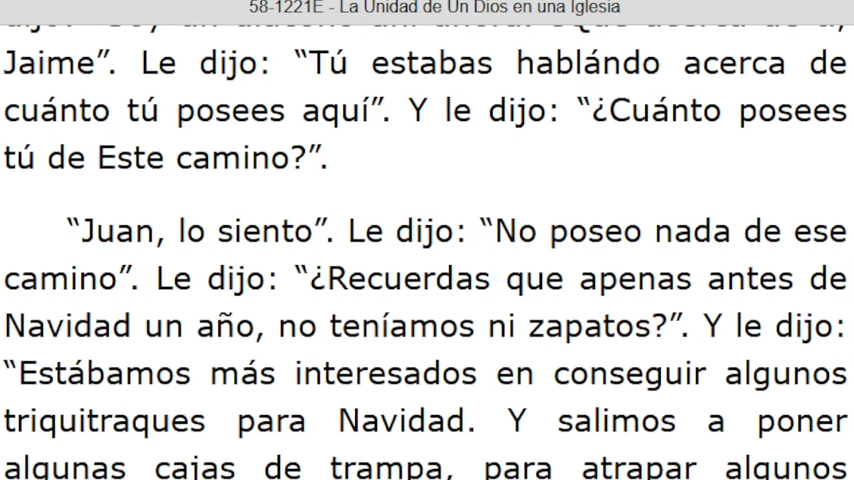 58-1221E - La Unidad de Un Dios en una Iglesia
Jaime”. Le dijo: “Tú estabas hablándo acerca de
cuánto tú posees aquí”. Y le dijo: “¿Cuánto posees
tú de Este camino?”.
“Juan, lo siento”. Le dijo: “No poseo nada de ese
camino”. Le dijo: “¿Recuerdas que apenas antes de
Navidad un año, no teníamos ni zapatos?”. Y le dijo:
“Estábamos más interesados en conseguir algunos
triquitraques para Navidad. Y salimos a poner
algunas cajas de trampa, para atrapar algunos